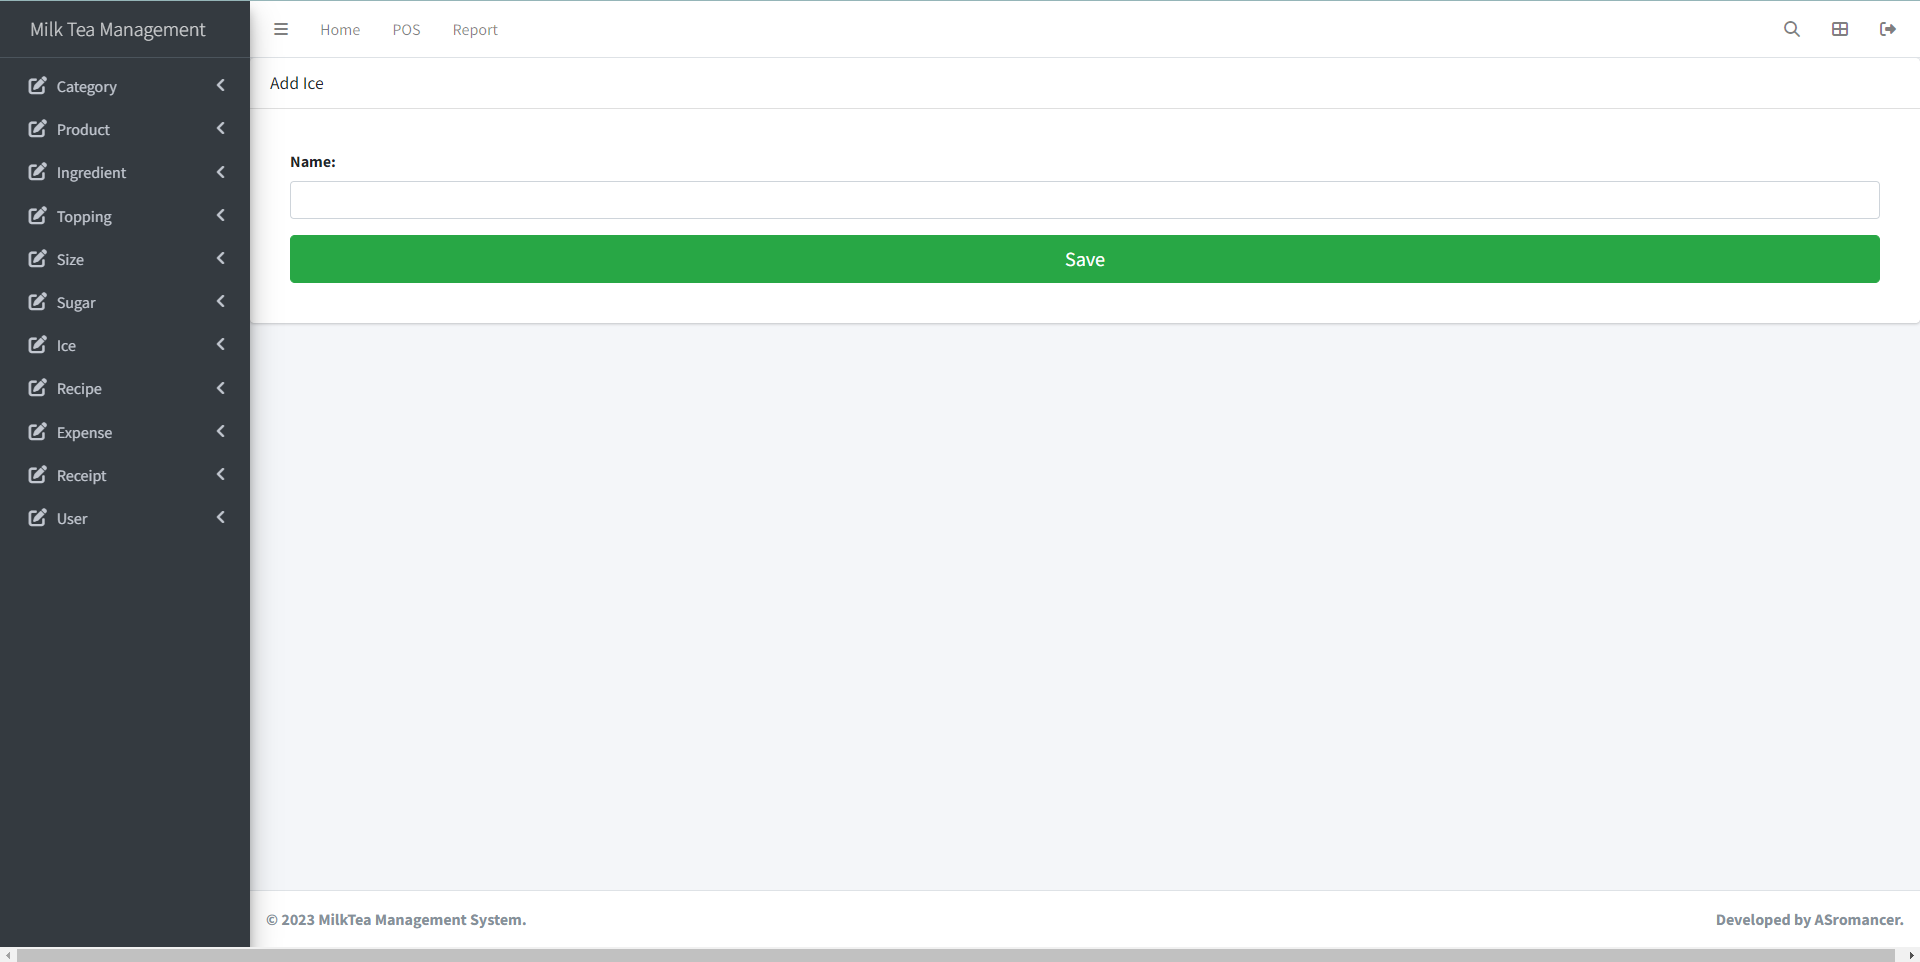 Milk Tea Management
Home POS Report
Category
Product
Ingredient
Topping
Size
Sugar
Ice
Recipe
Expense
Receipt
User
Add Ice
Name:
Save
© 2023 MilkTea Management System. Developed by ASromancer.